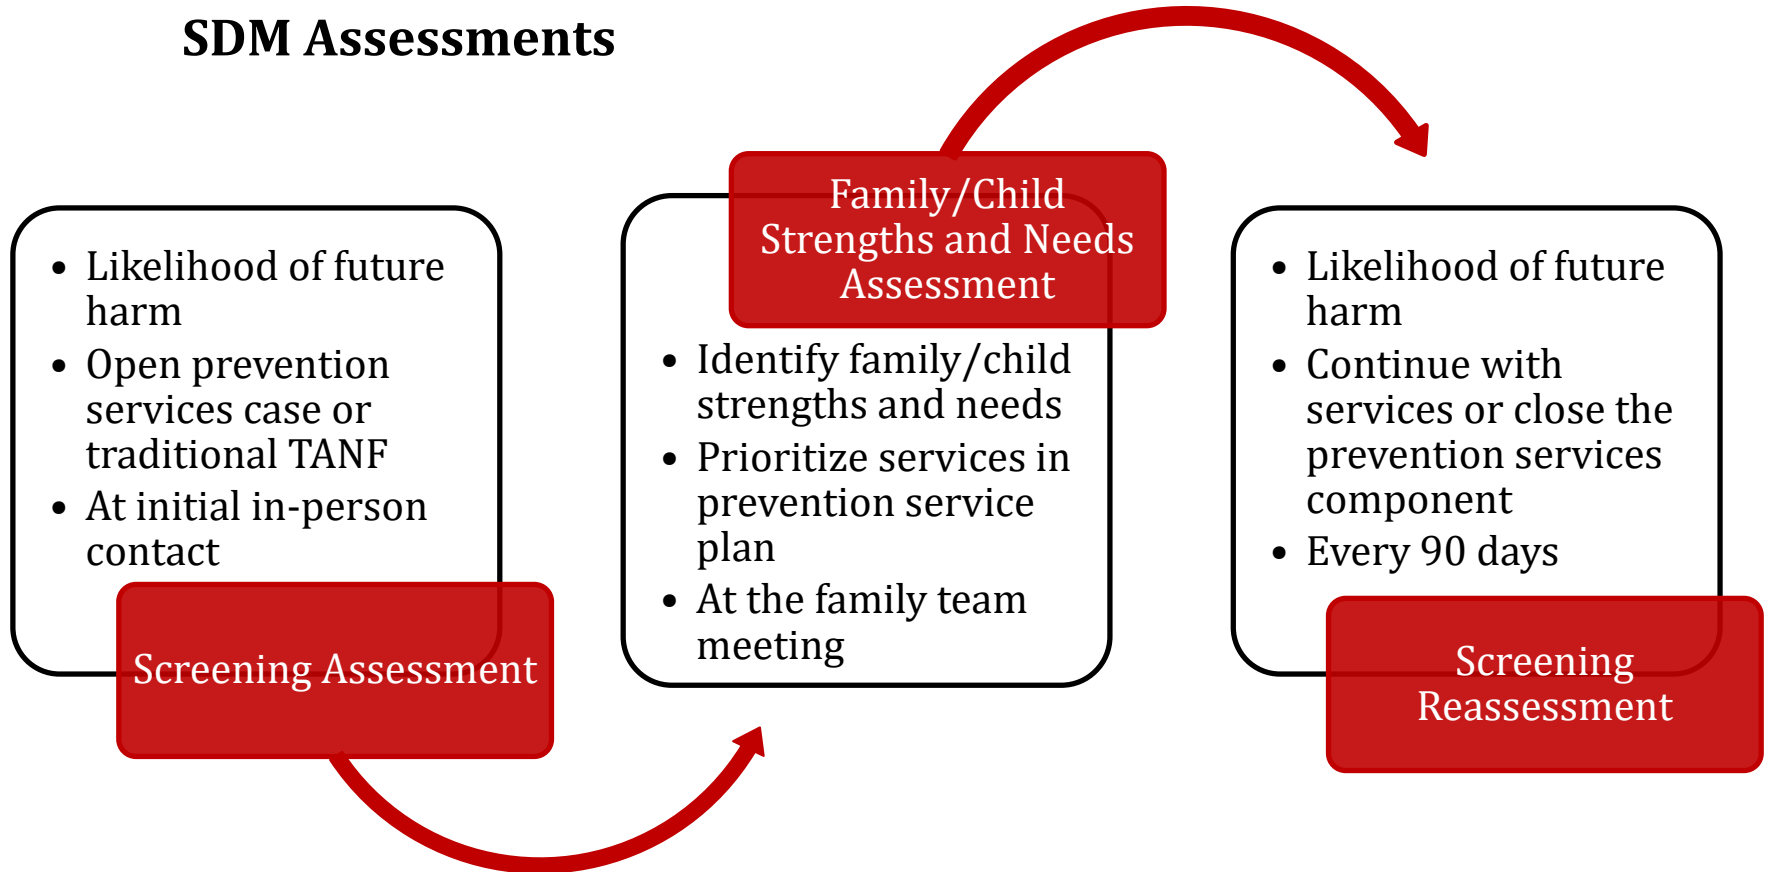 SDM Assessments
• Likelihood of future
harm
• Open prevention
services case or
traditional TANF
• At initial in-person
contact
Screening Assessment
Family/Child
Strengths and Needs
Assessment
• Identify family/child
strengths and needs
• Prioritize services in
prevention service
plan
• At the family team
meeting
• Likelihood of future
harm
• Continue with
services or close the
prevention services
component
• Every 90 days
Screening
Reassessment